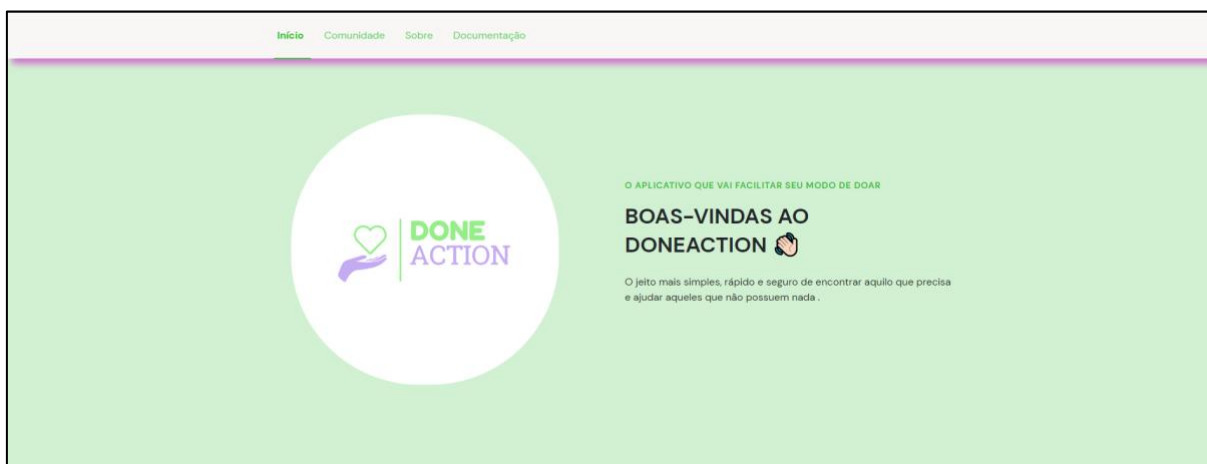 Início Comunidade Sobre Documentação
DONE
ACTION
O APLICATIVO QUE VAI FACILITAR SEU MODO DE DOAR
BOAS-VINDAS AO
DONEACTION 👏🏻
O jeito mais simples, rápido e seguro de encontrar aquilo que precisa
e ajudar aqueles que não possuem nada .